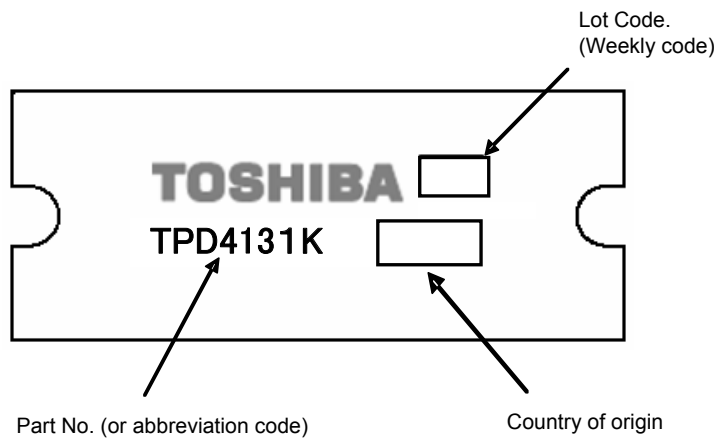 Lot Code.
(Weekly code)
TOSHIBA
TPD4131K
Part No. (or abbreviation code)
Country of origin